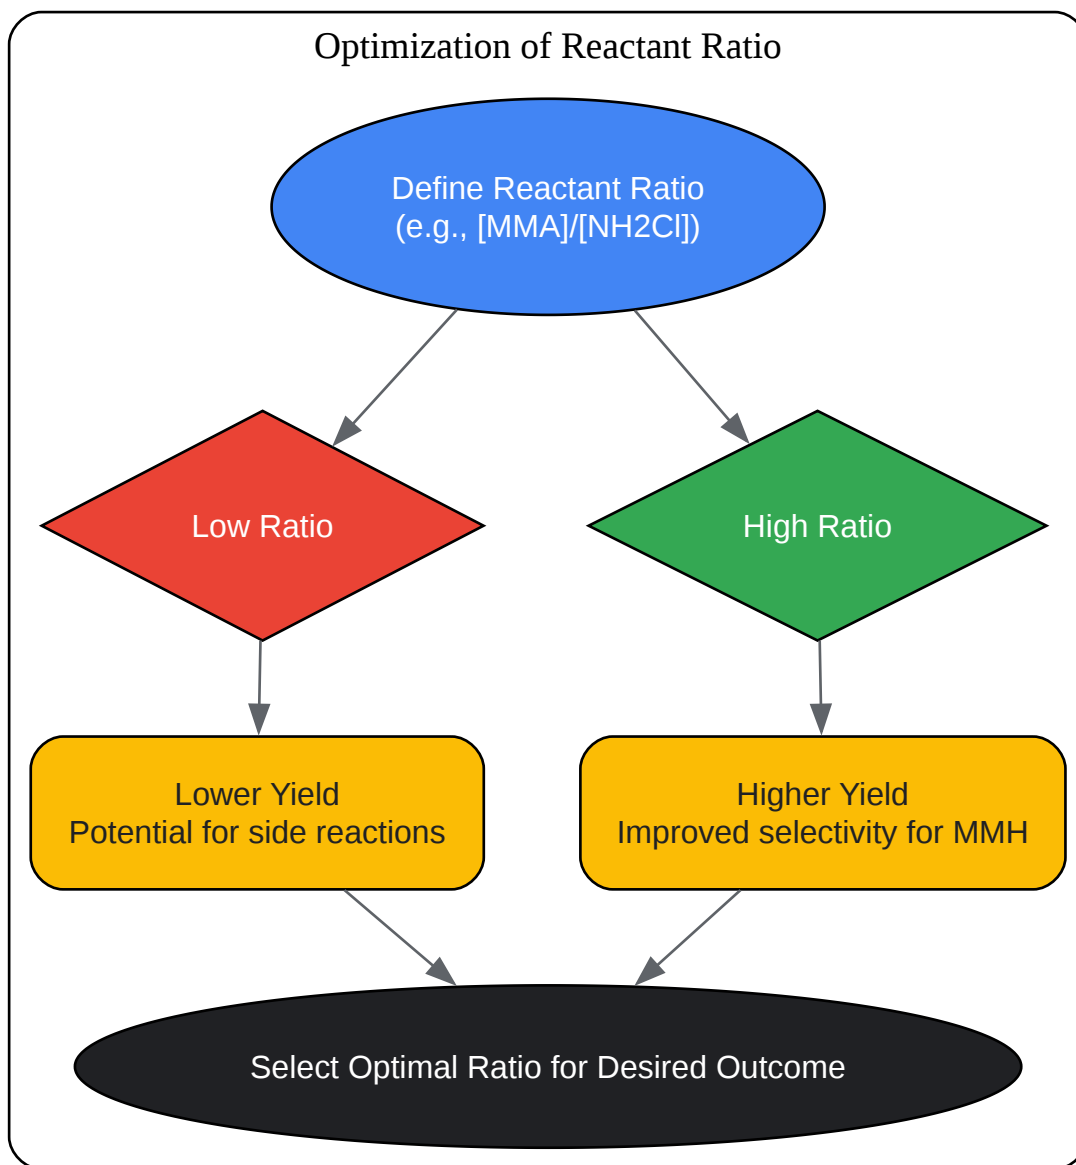 Optimization of Reactant Ratio
Define Reactant Ratio
(e.g., [MMA]/[NH2Cl])
Low Ratio
High Ratio
Lower Yield
Potential for side reactions
Higher Yield
Improved selectivity for MMH
Select Optimal Ratio for Desired Outcome